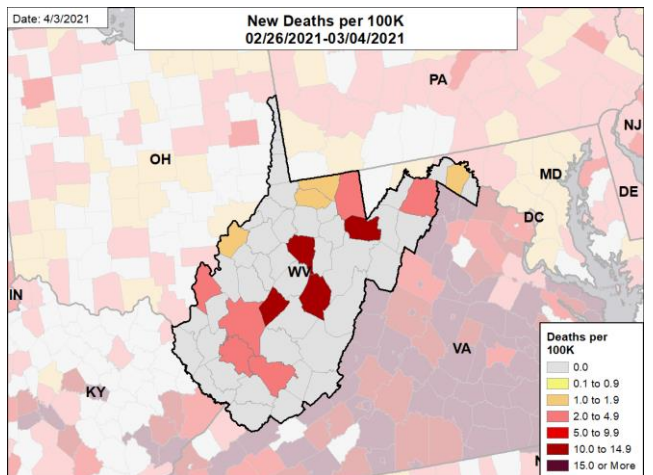 Date: 4/3/2021
New Deaths per 100K
02/26/2021-03/04/2021
PA
NJ
OH
MD
DE
DC
WV
IN
VA
KY
Deaths per
100K
0.0
0.1 to 0.9
1.0 to 1.9
2.0 to 4.9
5.0 to 9.9
10.0 to 14.9
15.0 or More